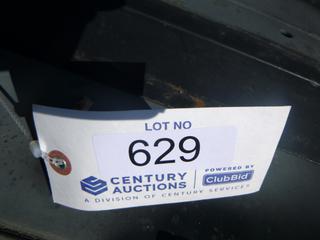 LOT NO
629
CENTURY AUCTIONS
POWERED BY
ClubBid
A DIVISION OF CENTURY SERVICES